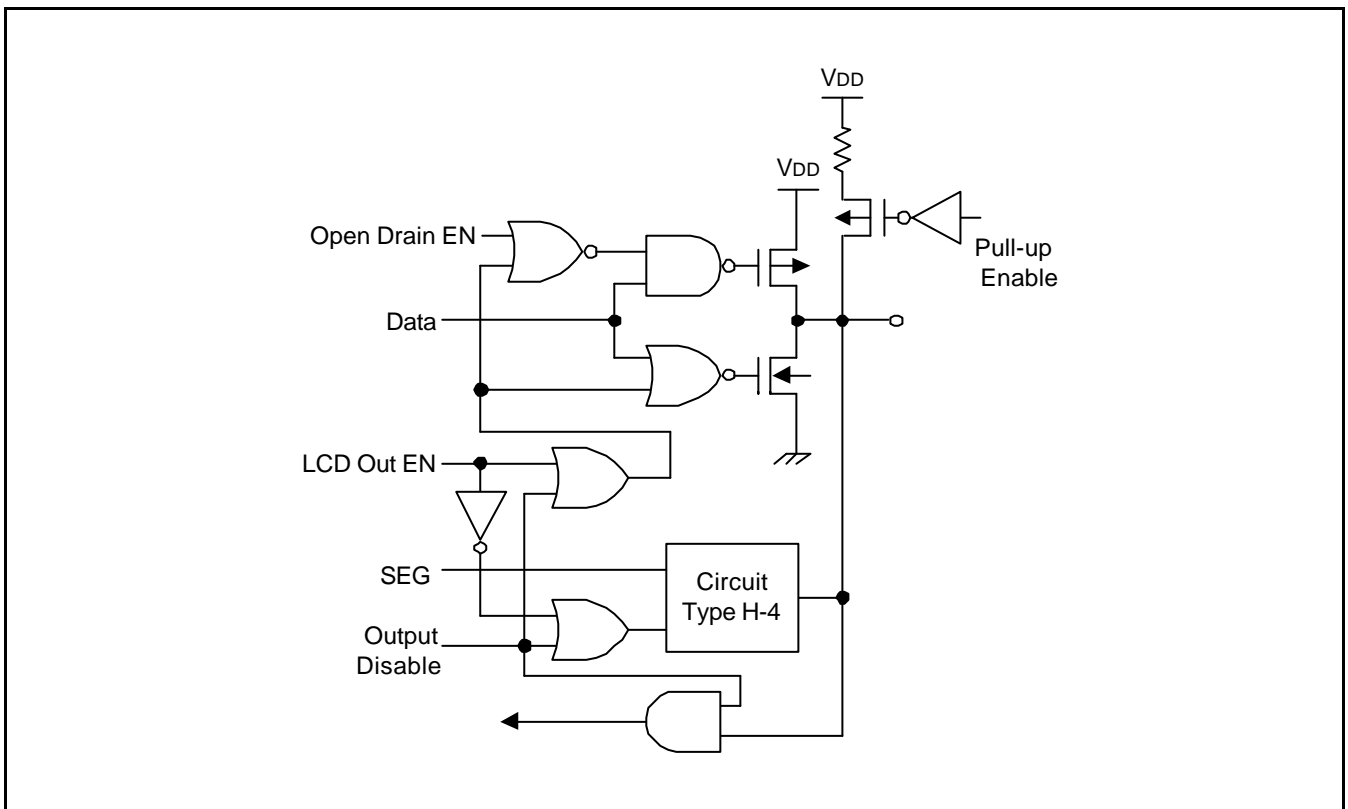 VDD
VDD
Open Drain EN
Pull-up
Enable
Data
LCD Out EN
SEG
Circuit
Type H-4
Output
Disable